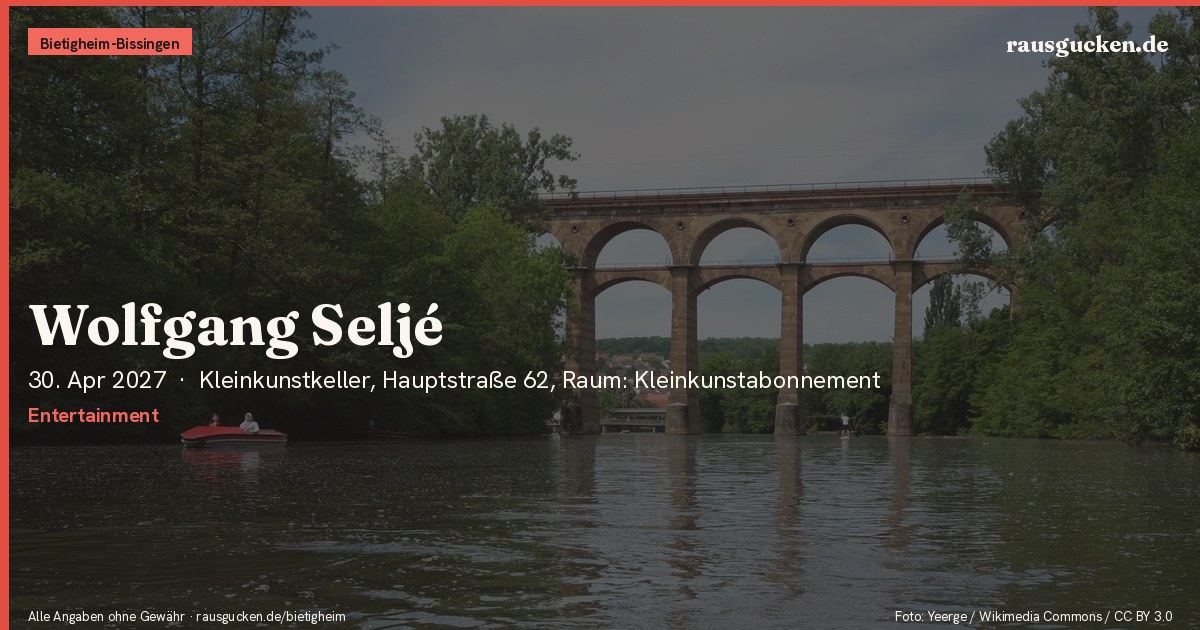 Bietigheim-Bissingen
rausgucken.de
Wolfgang Seljé
30. Apr 2027 · Kleinkunstkeller, Hauptstraße 62, Raum: Kleinkunstabonnement
Entertainment
Alle Angaben ohne Gewähr · rausgucken.de/bietigheim
Foto: Yeerge / Wikimedia Commons / CC BY 3.0